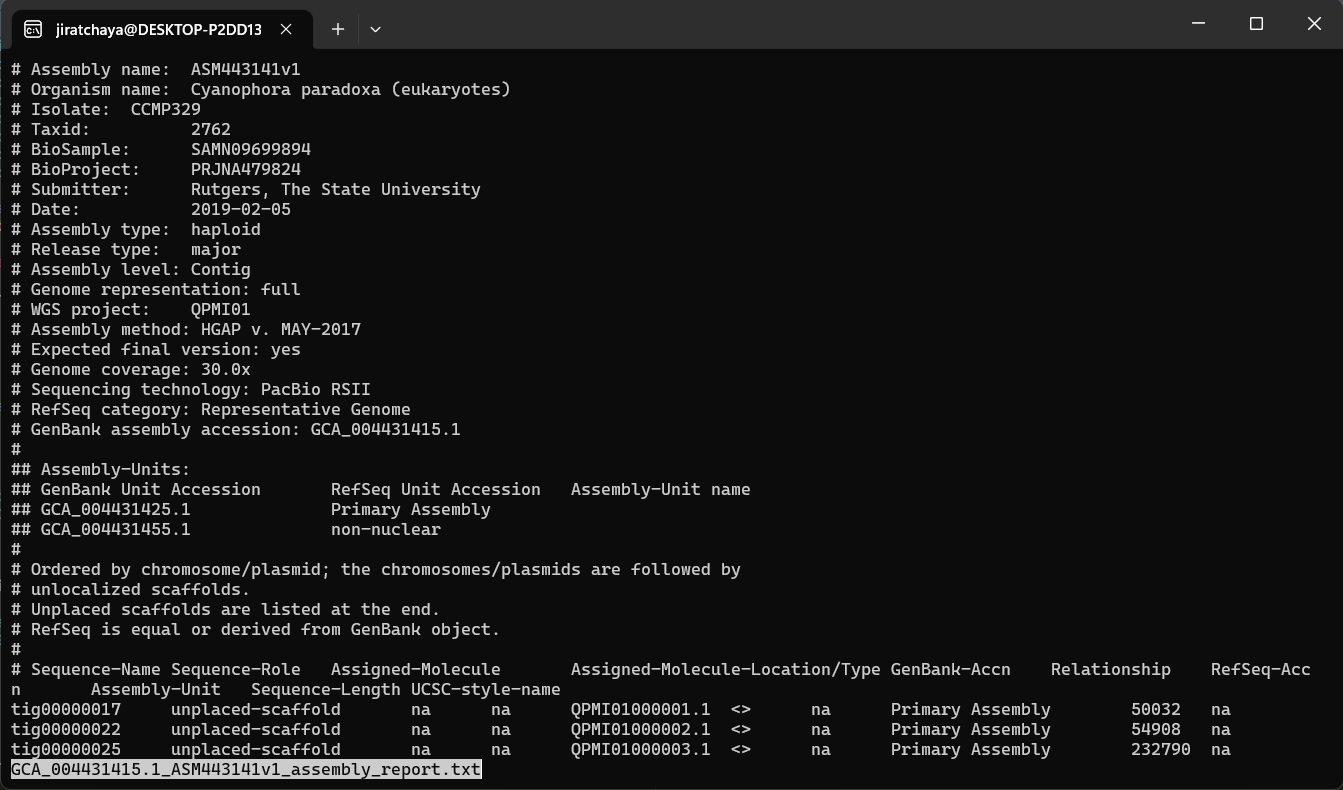 jiratchaya@DESKTOP-P2DD13
# Assembly name:  ASM443141v1
# Organism name:  Cyanophora paradoxa (eukaryotes)
# Isolate:  CCMP329
# Taxid:          2762
# BioSample:      SAMN09699894
# BioProject:     PRJNA479824
# Submitter:      Rutgers, The State University
# Date:           2019-02-05
# Assembly type:  haploid
# Release type:   major
# Assembly level: Contig
# Genome representation: full
# WGS project:    QPMI01
# Assembly method: HGAP v. MAY-2017
# Expected final version: yes
# Genome coverage: 30.0x
# Sequencing technology: PacBio RSII
# RefSeq category: Representative Genome
# GenBank assembly accession: GCA_004431415.1
#
## Assembly-Units:
## GenBank Unit Accession       RefSeq Unit Accession   Assembly-Unit name
## GCA_004431425.1              Primary Assembly
## GCA_004431455.1              non-nuclear
#
# Ordered by chromosome/plasmid; the chromosomes/plasmids are followed by
# unlocalized scaffolds.
# Unplaced scaffolds are listed at the end.
# RefSeq is equal or derived from GenBank object.
#
# Sequence-Name Sequence-Role   Assigned-Molecule       Assigned-Molecule-Location/Type GenBank-Accn    Relationship    RefSeq-Acc
n       Assembly-Unit   Sequence-Length UCSC-style-name
tig00000017     unplaced-scaffold       na      na      QPMI01000001.1  <>      na      Primary Assembly        50032   na
tig00000022     unplaced-scaffold       na      na      QPMI01000002.1  <>      na      Primary Assembly        54908   na
tig00000025     unplaced-scaffold       na      na      QPMI01000003.1  <>      na      Primary Assembly        232790  na
GCA_004431415.1_ASM443141v1_assembly_report.txt